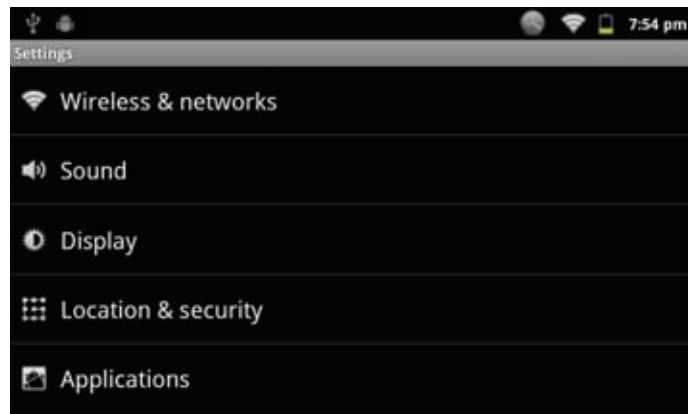 7:54 pm
Settings
Wireless & networks
Sound
Display
Location & security
Applications